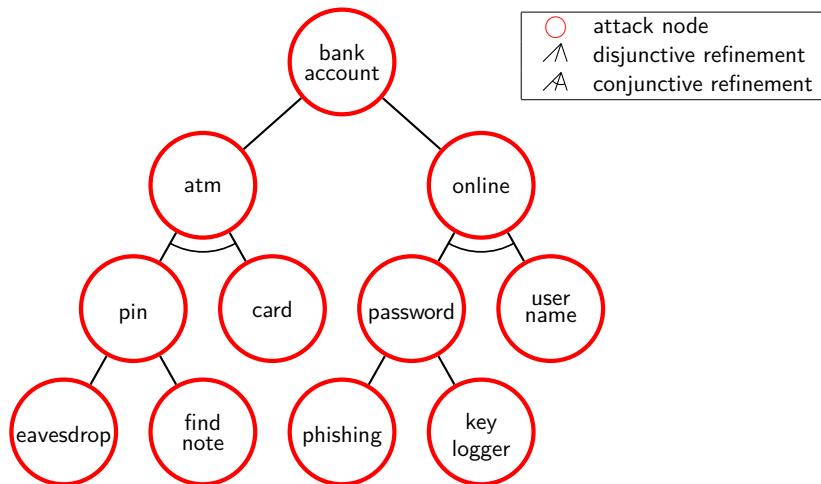 bank
account
attack node
disjunctive refinement
conjunctive refinement
atm
online
pin
card
password
user
name
eavesdrop
find
note
phishing
key
logger